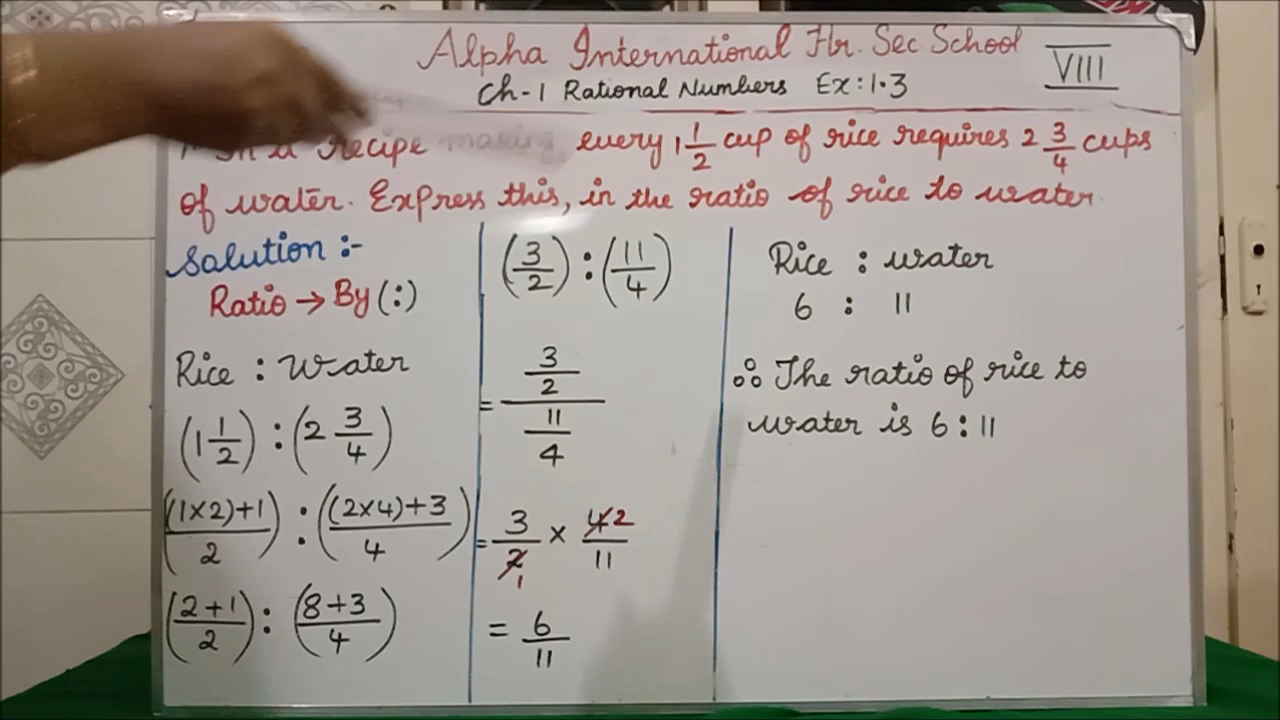 Alpha International Hr. Sec School
VIII
Ch-1 Rational Numbers Ex:1.3
recipe making every 1 1/2 cup of rice requires 2 3/4 cups
of water. Express this, in the ratio of rice to water.
Solution :-
Ratio → By (:)
Rice : Water
(1 1/2) : (2 3/4)
((1×2)+1)/2 : ((2×4)+3)/4
((2+1)/2) : ((8+3)/4)
(3/2) : (11/4)
= 3/2 / 11/4
= 3/2 1 × 4 2/11
= 6/11
Rice : water
6 : 11
∴ The ratio of rice to
water is 6 : 11